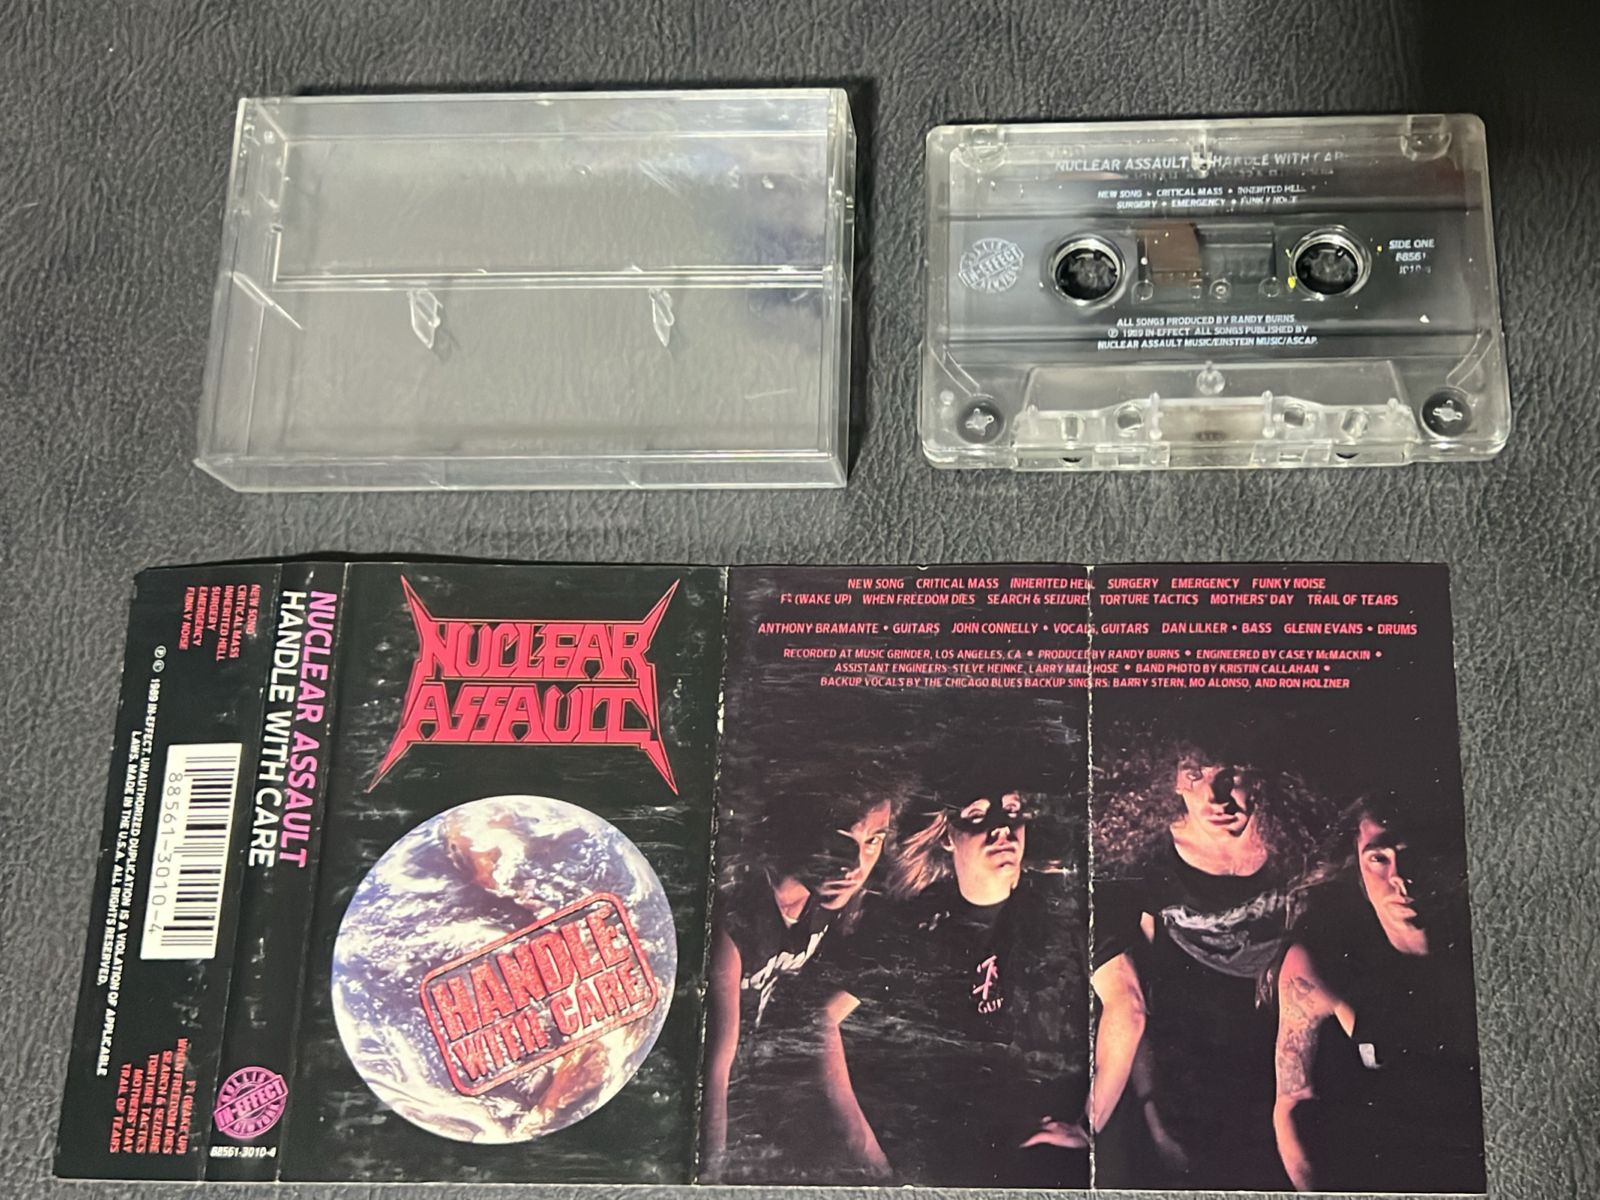 NUCLEAR ASSAULT HANDLE WITH CAR
NEW SONG • CRITICAL MASS • INHERITED HELL
SURGERY • EMERGENCY • FUNKY NOISE
IN-EFFECT
SIDE ONE
88561
3010-4
ALL SONGS PRODUCED BY RANDY BURNS
℗ 1989 IN-EFFECT. ALL SONGS PUBLISHED BY
NUCLEAR ASSAULT MUSIC/EINSTEIN MUSIC/ASCAP.
NEW SONG
CRITICAL MASS
INHERITED HELL
SURGERY
EMERGENCY
FUNKY NOISE
℗ © 1989 IN-EFFECT. UNAUTHORIZED DUPLICATION IS A VIOLATION OF APPLICABLE
LAWS. MADE IN THE U.S.A. ALL RIGHTS RESERVED.
88561-3010-4
(WAKE UP)
WHEN FREEDOM DIES
SEARCH & SEIZURE
TORTURE TACTICS
MOTHERS' DAY
TRAIL OF TEARS
NUCLEAR ASSAULT
HANDLE WITH CARE
IN-EFFECT
NEW YORK
88561-3010-4
NUCLEAR
ASSAULT
HANDLE
WITH CARE
NEW SONG CRITICAL MASS INHERITED HELL SURGERY EMERGENCY FUNKY NOISE
(WAKE UP) WHEN FREEDOM DIES SEARCH & SEIZURE TORTURE TACTICS MOTHERS' DAY TRAIL OF TEARS
ANTHONY BRAMANTE • GUITARS JOHN CONNELLY • VOCALS, GUITARS DAN LILKER • BASS GLENN EVANS • DRUMS
RECORDED AT MUSIC GRINDER, LOS ANGELES, CA • PRODUCED BY RANDY BURNS • ENGINEERED BY CASEY McMACKIN •
ASSISTANT ENGINEERS: STEVE HEINKE, LARRY MALLHOSE • BAND PHOTO BY KRISTIN CALLAHAN •
BACKUP VOCALS BY THE CHICAGO BLUES BACKUP SINGERS: BARRY STERN, MO ALONSO, AND RON HOLZNER